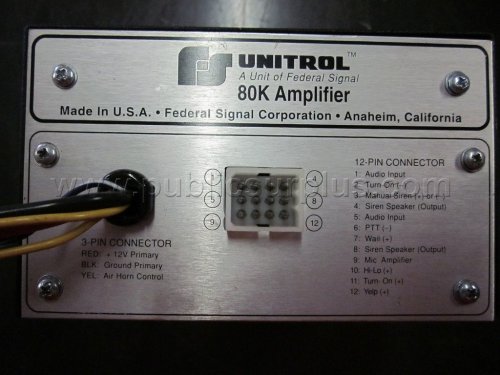 UNITROL™
A Unit of Federal Signal
80K Amplifier
Made In U.S.A. • Federal Signal Corporation • Anaheim, California
www.publicsurplus.com
3-PIN CONNECTOR
RED: + 12V Primary
BLK: Ground Primary
YEL: Air Horn Control
1
4
5
8
9
12
12-PIN CONNECTOR
1: Audio Input
2: Turn-On (-)
3: Manual Siren (+) or (-)
4: Siren Speaker (Output)
5: Audio Input
6: PTT (-)
7: Wail (+)
8: Siren Speaker (Output)
9: Mic Amplifier
10: Hi-Lo (+)
11: Turn- On (+)
12: Yelp (+)